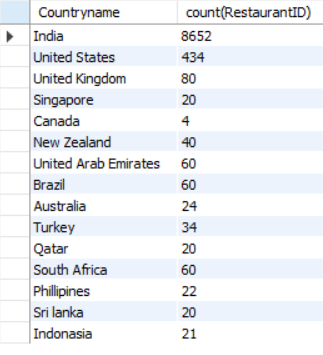 Countryname count(RestaurantID)
India 8652
United States 434
United Kingdom 80
Singapore 20
Canada 4
New Zealand 40
United Arab Emirates 60
Brazil 60
Australia 24
Turkey 34
Qatar 20
South Africa 60
Phillipines 22
Sri lanka 20
Indonasia 21